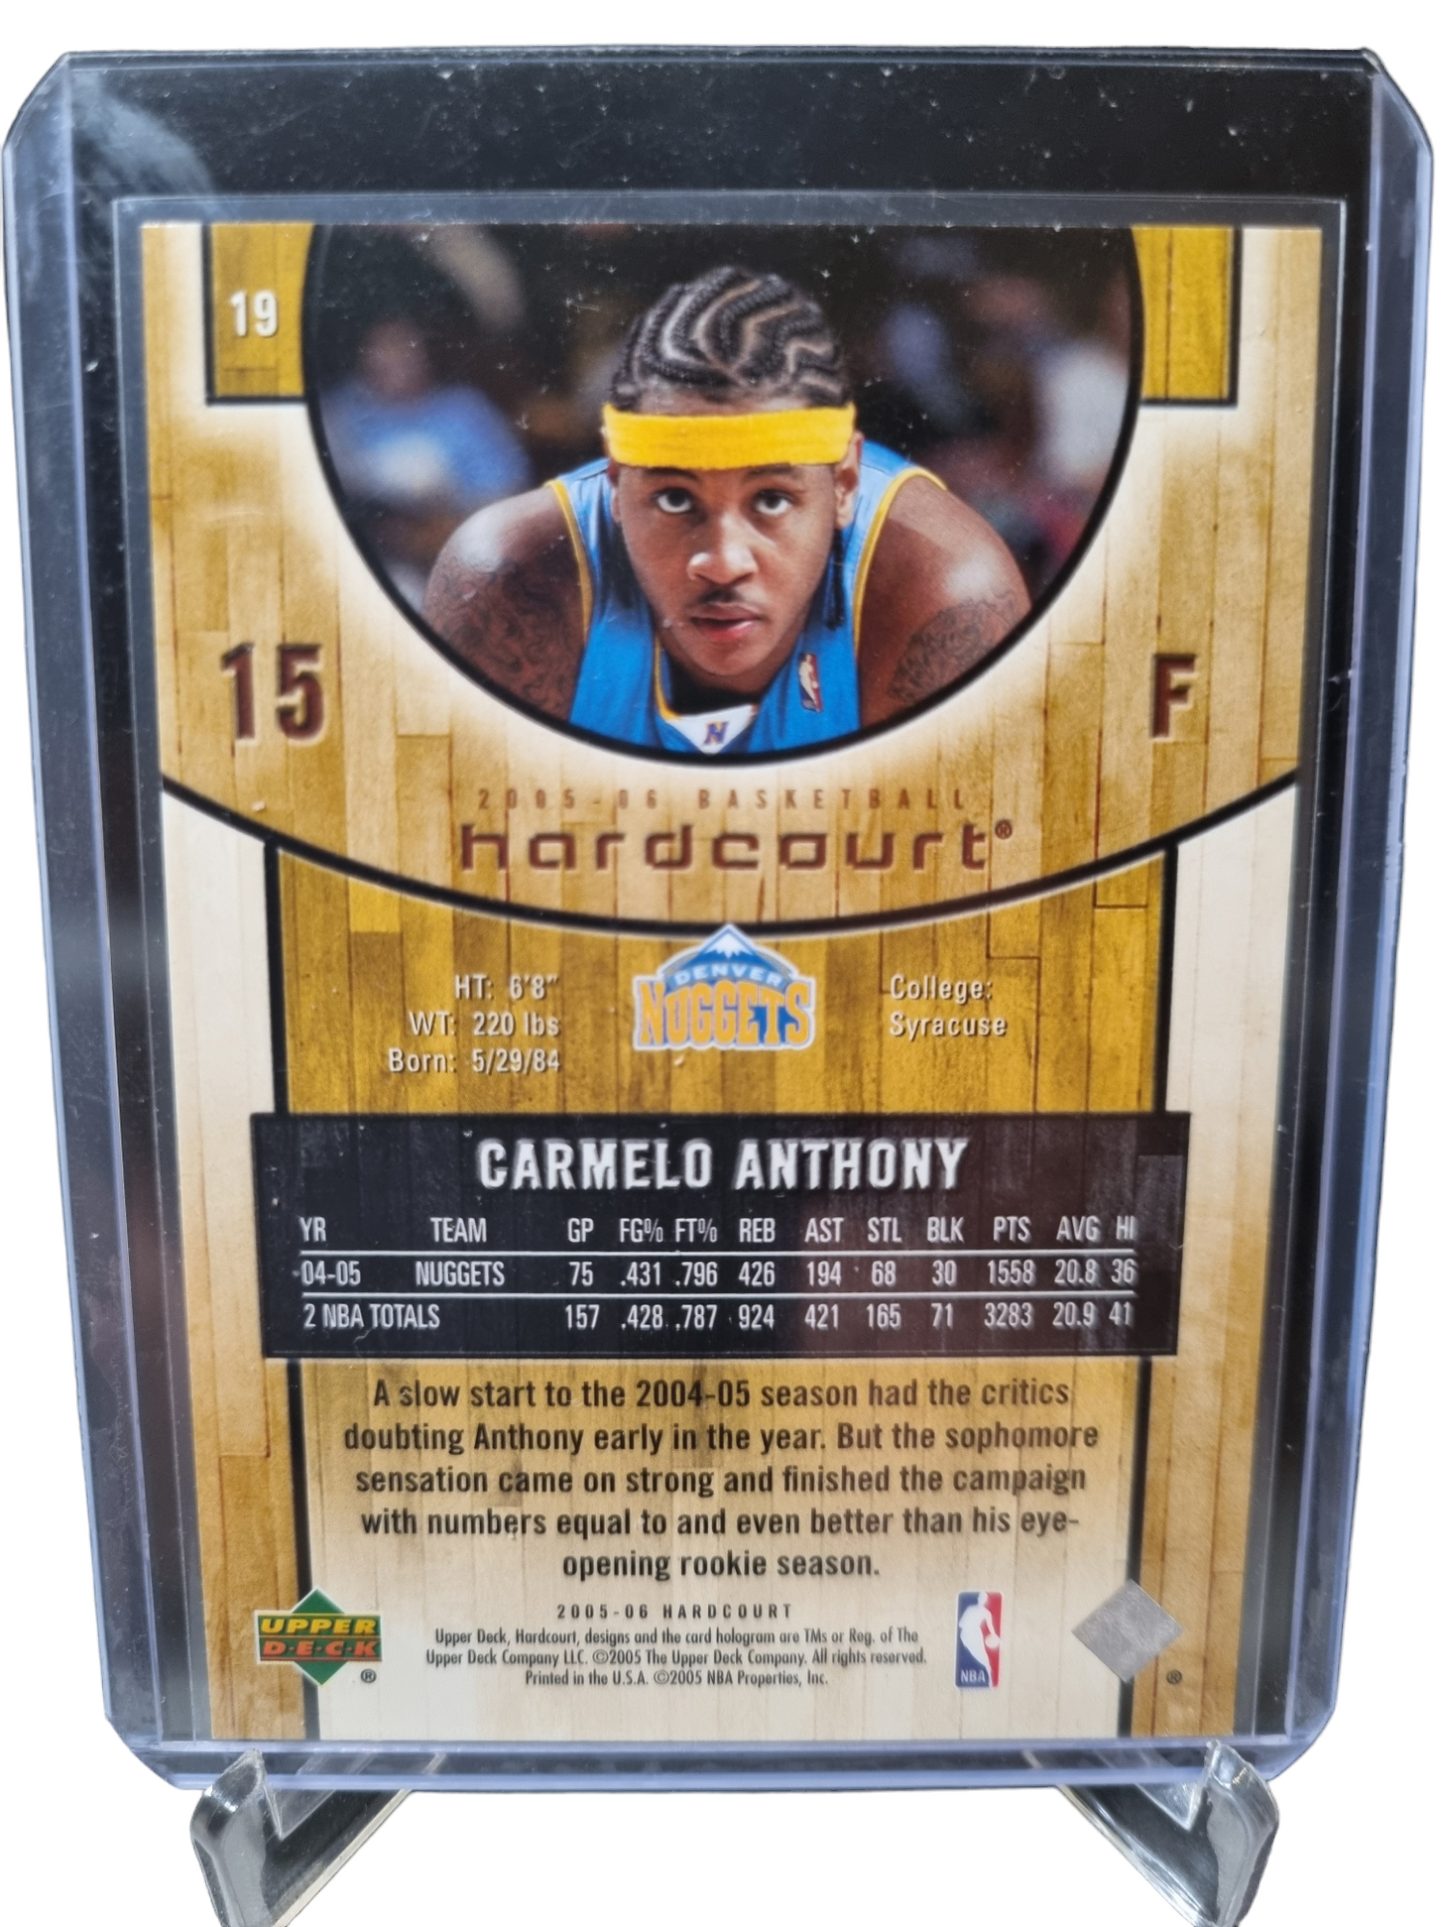 19
15
F
2005-06 BASKETBALL
hardcourt®
HT: 6'8"
WT: 220 lbs
Born: 5/29/84
DENVER
NUGGETS
N
College:
Syracuse
CARMELO ANTHONY
YR TEAM GP FG% FT% REB AST STL BLK PTS AVG HI
04-05 NUGGETS 75 .431 .796 426 194 68 30 1558 20.8 36
2 NBA TOTALS 157 .428 .787 924 421 165 71 3283 20.9 41
A slow start to the 2004-05 season had the critics
doubting Anthony early in the year. But the sophomore
sensation came on strong and finished the campaign
with numbers equal to and even better than his eye-
opening rookie season.
UPPER
D·E·C·K
®
2005-06 HARDCOURT
Upper Deck, Hardcourt, designs and the card hologram are TMs or Reg. of The
Upper Deck Company LLC. ©2005 The Upper Deck Company. All rights reserved.
Printed in the U.S.A. ©2005 NBA Properties, Inc.
NBA
®